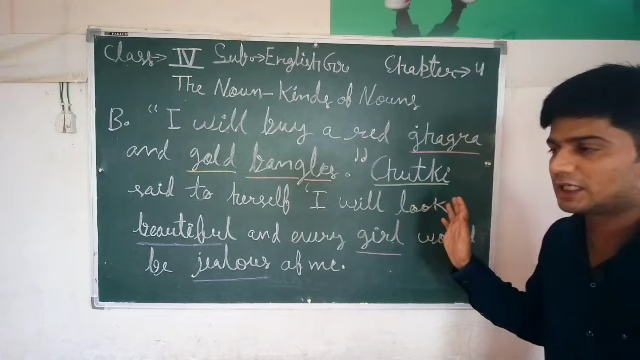 Class → IV Sub → English Gr Chapter → 4
The Noun - Kinds of Nouns
B. "I will buy a red ghagra
and gold bangles." Chutki
said to herself "I will look
beautiful and every girl
be jealous of me.